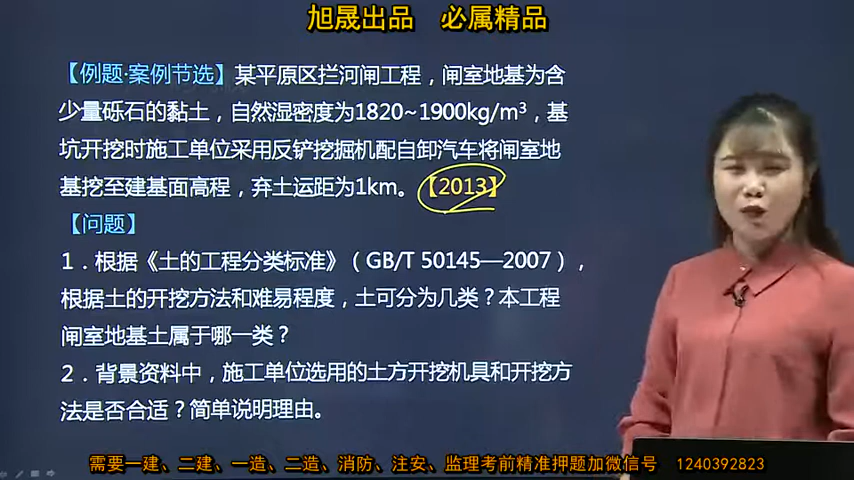 旭晟出品 必属精品
【例题·案例节选】某平原区拦河闸工程，闸室地基为含
少量砾石的黏土，自然湿密度为1820~1900kg/m³，基
坑开挖时施工单位采用反铲挖掘机配自卸汽车将闸室地
基挖至建基面高程，弃土运距为1km。【2013】
【问题】
1．根据《土的工程分类标准》（GB/T 50145—2007），
根据土的开挖方法和难易程度，土可分为几类？本工程
闸室地基土属于哪一类？
2．背景资料中，施工单位选用的土方开挖机具和开挖方
法是否合适？简单说明理由。
需要一建、二建、一造、二造、消防、注安、监理考前精准押题加微信号 1240392823